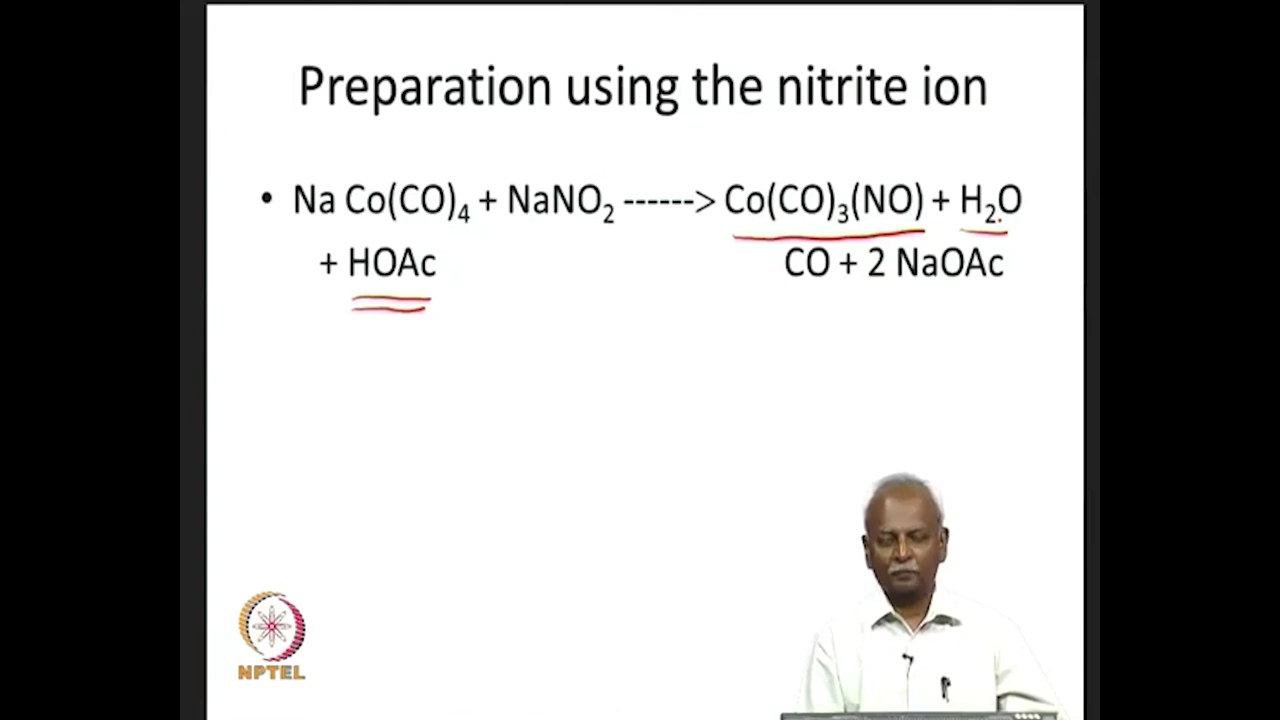 Preparation using the nitrite ion
• Na Co(CO)₄ + NaNO₂ ------> Co(CO)₃(NO) + H₂O
+ HOAc CO + 2 NaOAc
NPTEL